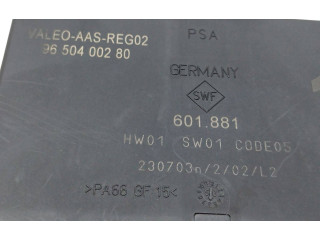 VALEO-AAS-REG02
96 504 002 80
PSA
GERMANY
SWF
601.881
HW01 SW01 CODE05
230703n/2/02/L2
>PA66 GF 15<